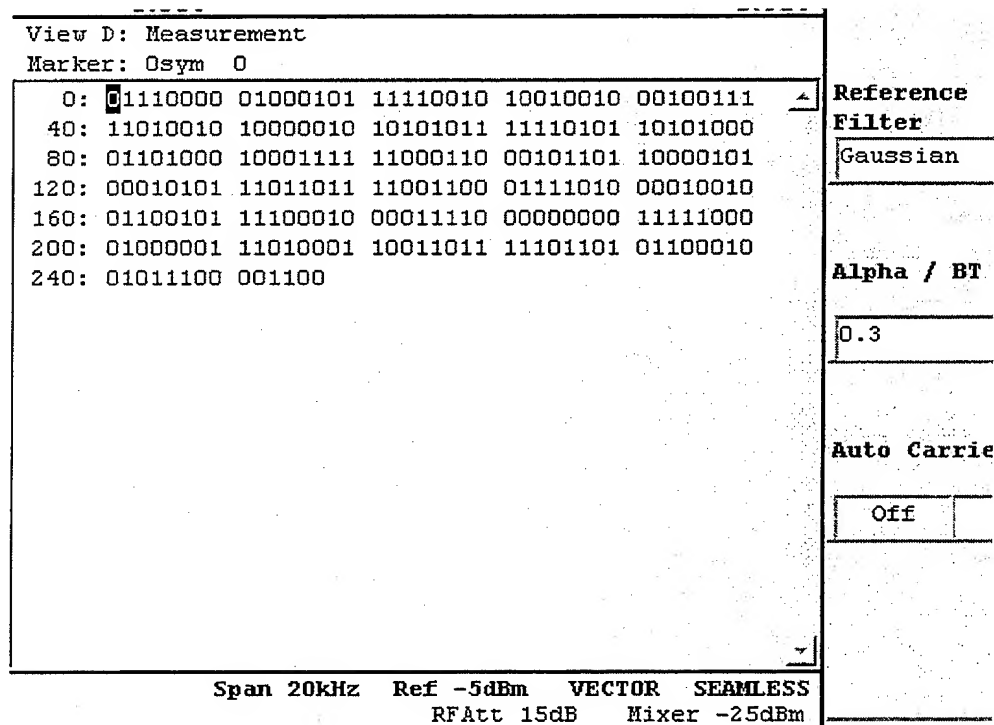 View D: Measurement
Marker: 0sym 0
0: 01110000 01000101 11110010 10010010 00100111
40: 11010010 10000010 10101011 11110101 10101000
80: 01101000 10001111 11000110 00101101 10000101
120: 00010101 11011011 11001100 01111010 00010010
160: 01100101 11100010 00011110 00000000 11111000
200: 01000001 11010001 10011011 11101101 01100010
240: 01011100 001100
Span 20kHz Ref -5dBm VECTOR SEAMLESS
RFAtt 15dB Mixer -25dBm
Reference
Filter
Gaussian
Alpha / BT
0.3
Auto Carrie
Off